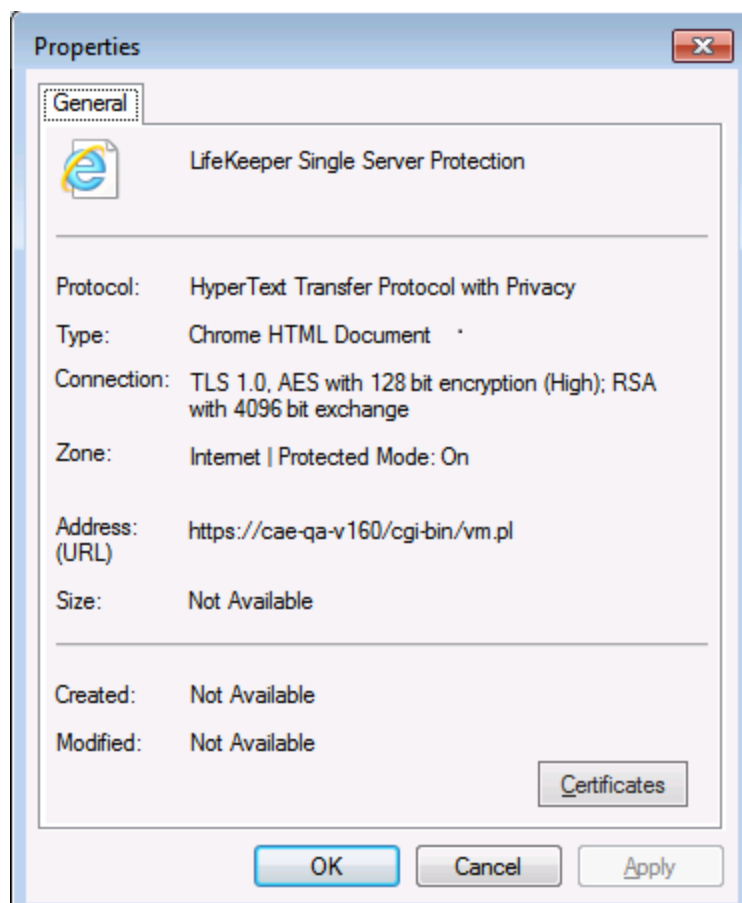 Properties
General
LifeKeeper Single Server Protection
Protocol: HyperText Transfer Protocol with Privacy
Type: Chrome HTML Document
Connection: TLS 1.0, AES with 128 bit encryption (High); RSA
with 4096 bit exchange
Zone: Internet | Protected Mode: On
Address: https://cae-qa-v160/cgi-bin/vm.pl
(URL)
Size: Not Available
Created: Not Available
Modified: Not Available
Certificates
OK Cancel Apply